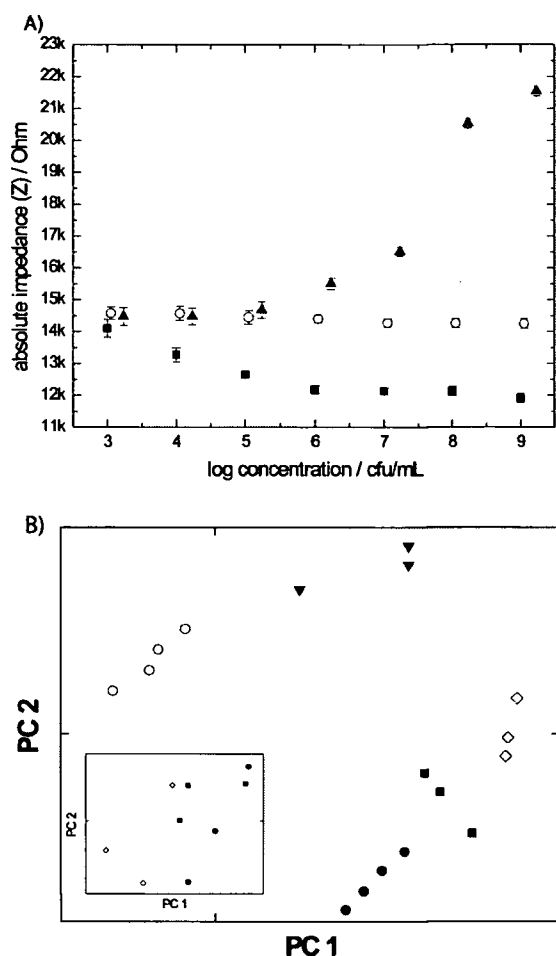 A)
23k
22k
21k
20k
19k
18k
17k
16k
15k
14k
13k
12k
11k
absolute impedance (Z) / Ohm
3 4 5 6 7 8 9
log concentration / cfu/mL
B)
PC 2
PC 2
PC 1
PC 1